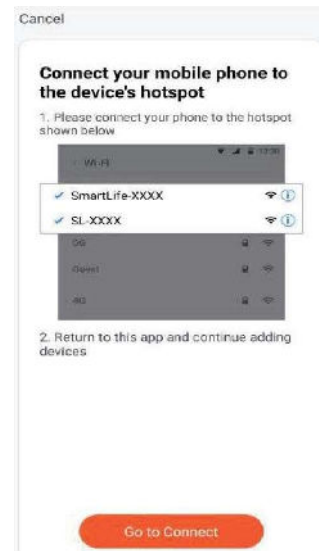 Cancel
Connect your mobile phone to
the device's hotspot
1. Please connect your phone to the hotspot
shown below
Wi-Fi
SmartLife-XXXX
SL-XXXX
2. Return to this app and continue adding
devices
Go to Connect